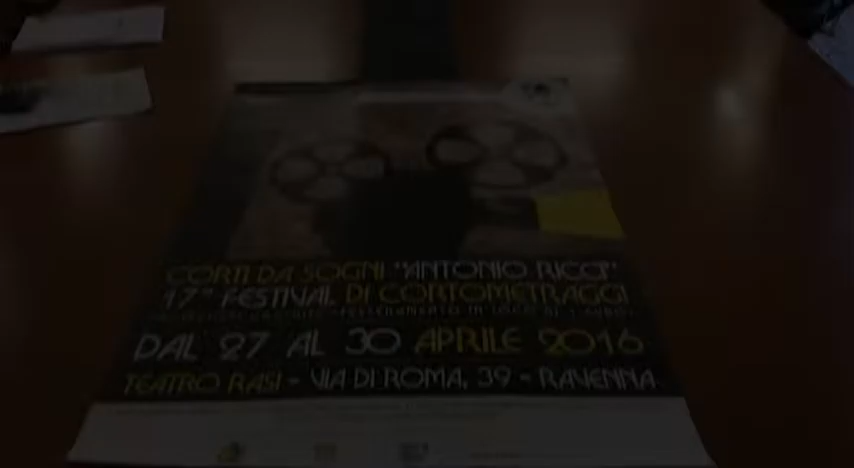 CORTI DA SOGNI "ANTONIO RICCI"
17° FESTIVAL DI CORTOMETRAGGI
DAL 27 AL 30 APRILE 2016
TEATRO RASI - VIA DI ROMA, 39 - RAVENNA